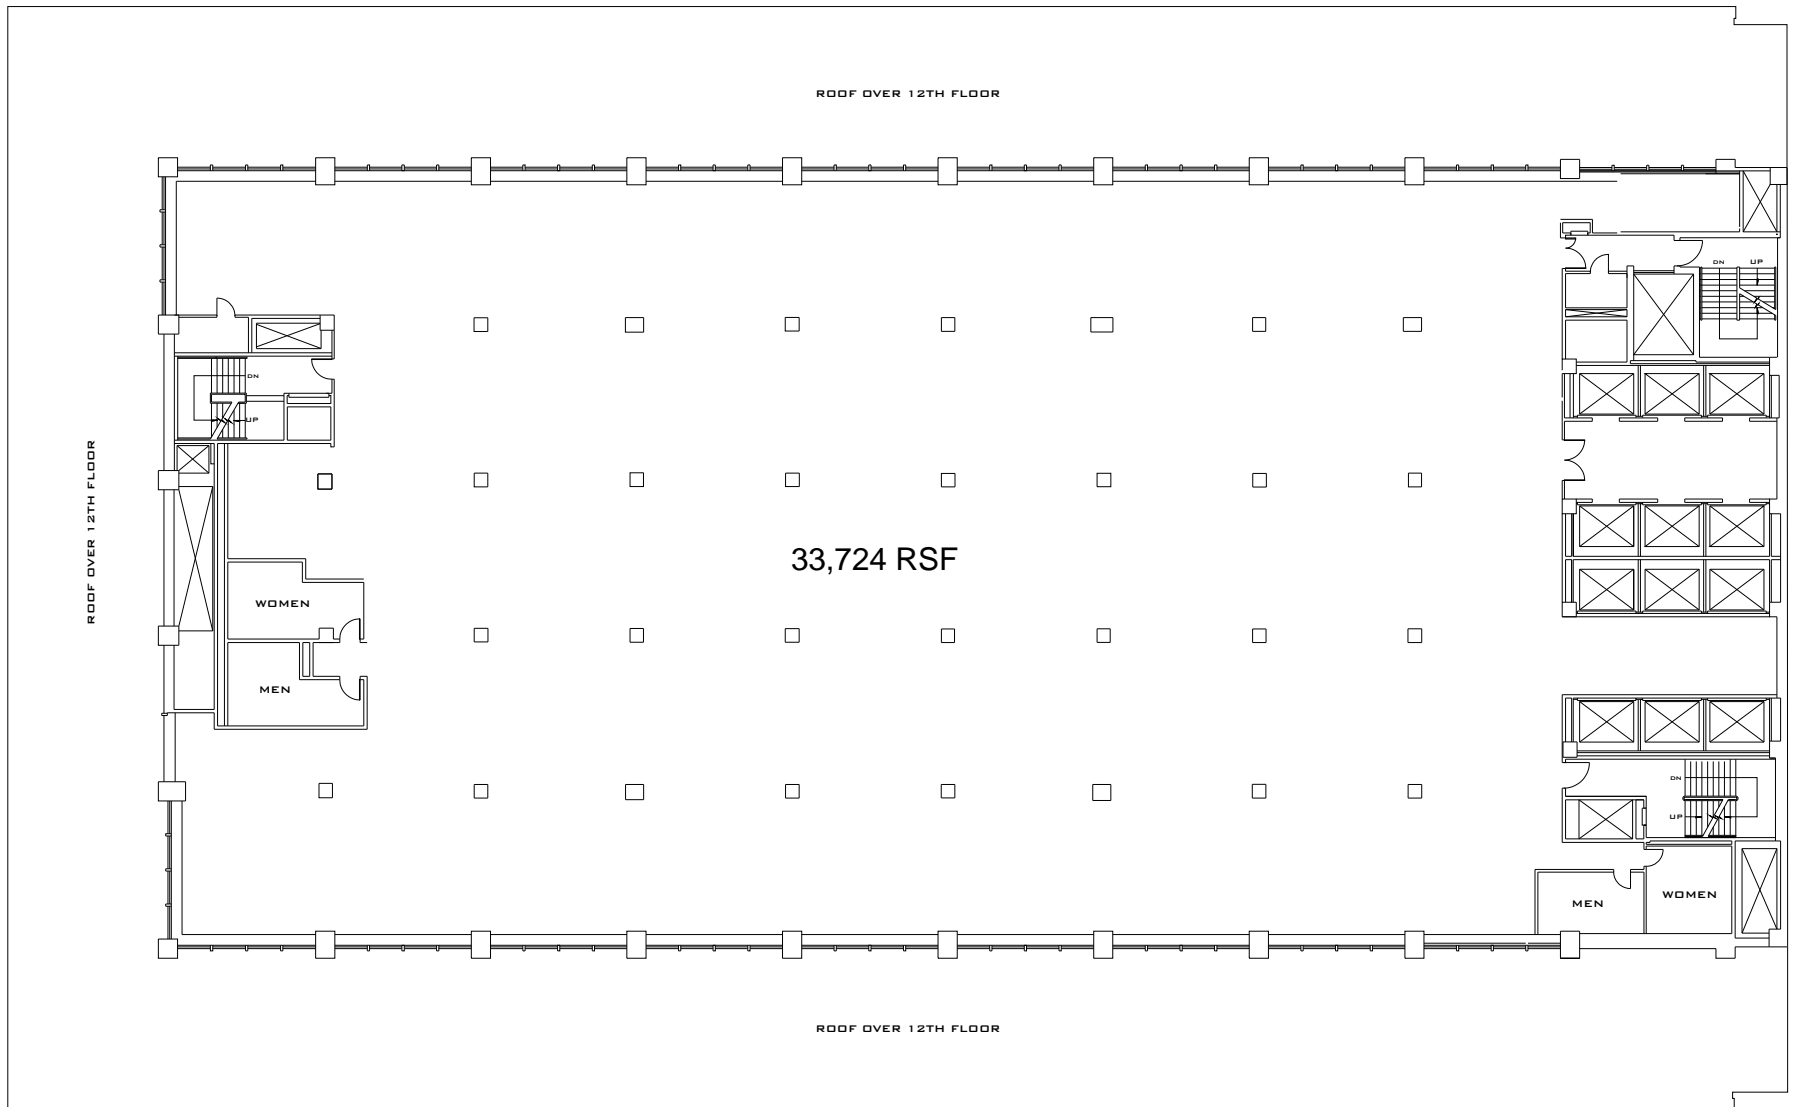 ROOF OVER 12TH FLOOR
DN
UP
DN
UP
ROOF OVER 12TH FLOOR
33,724 RSF
WOMEN
MEN
DN
UP
MEN
WOMEN
ROOF OVER 12TH FLOOR